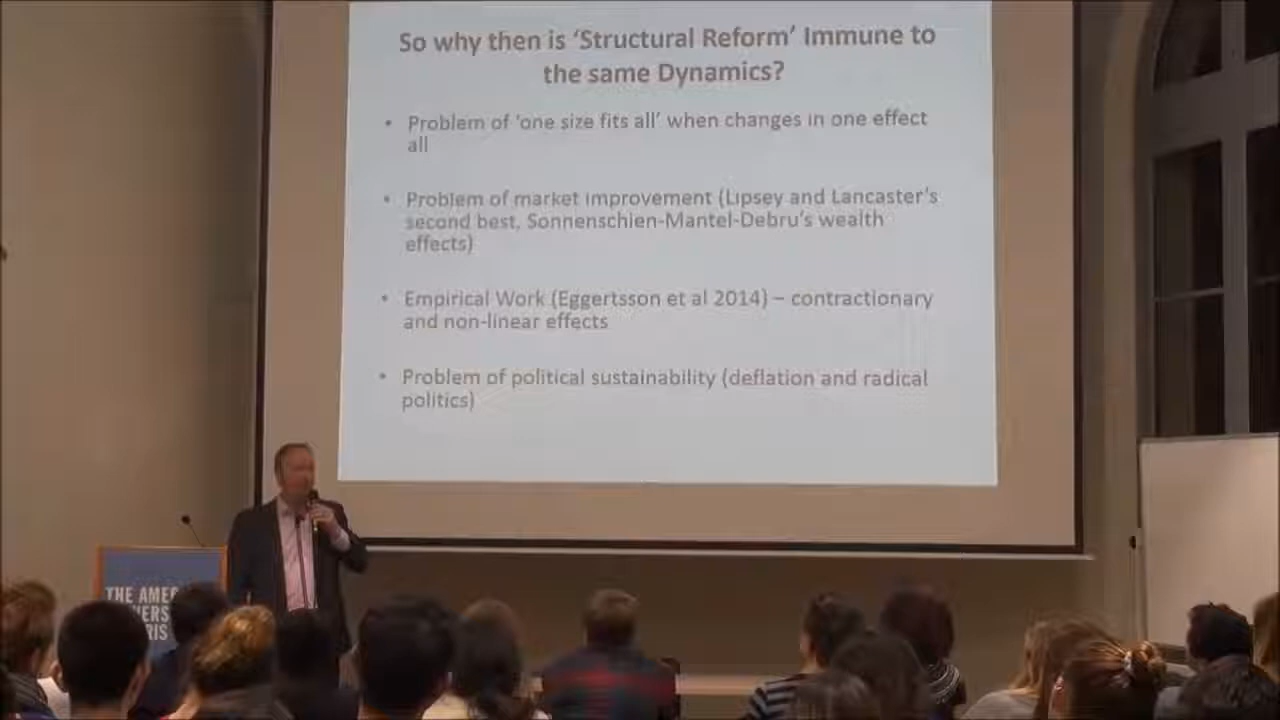 So why then is ‘Structural Reform’ Immune to
the same Dynamics?
• Problem of ‘one size fits all’ when changes in one effect
all
• Problem of market improvement (Lipsey and Lancaster’s
second best, Sonnenschien-Mantel-Debru’s wealth
effects)
• Empirical Work (Eggertsson et al 2014) – contractionary
and non-linear effects
• Problem of political sustainability (deflation and radical
politics)
THE